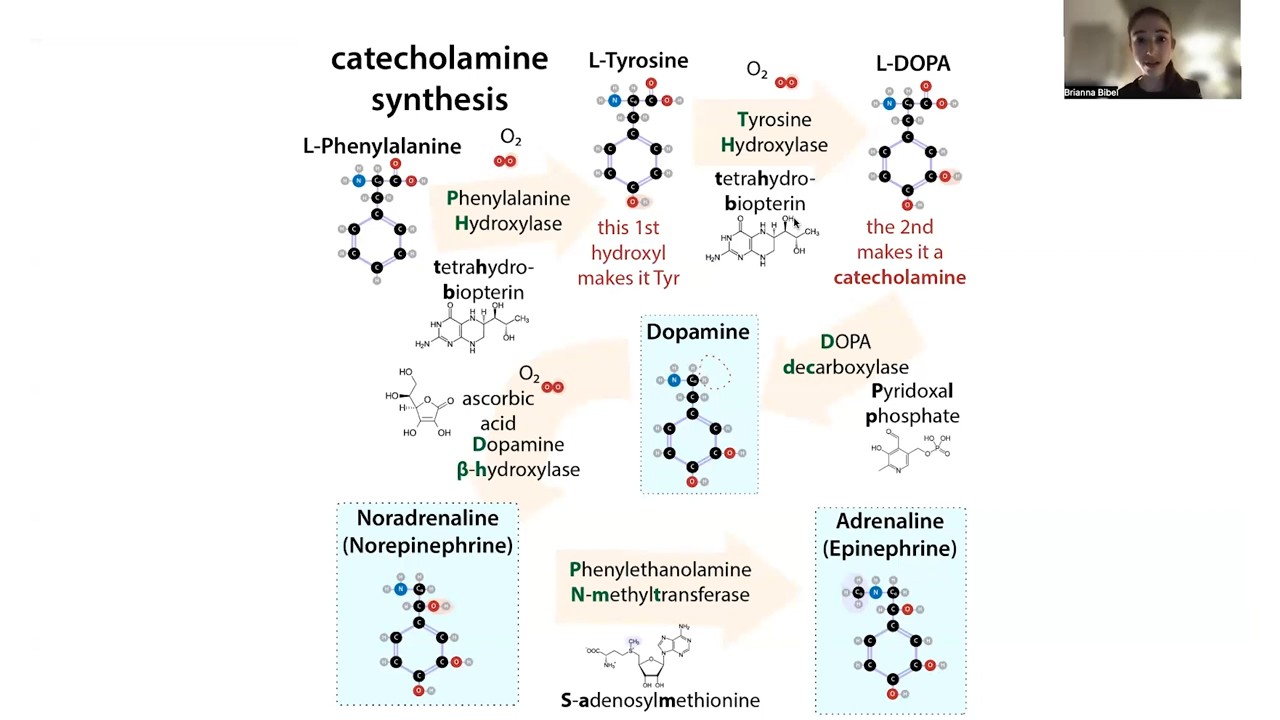 catecholamine
synthesis
L-Phenylalanine
O₂
Phenylalanine
Hydroxylase
tetrahydro-
biopterin
L-Tyrosine
this 1st
hydroxyl
makes it Tyr
O₂
Tyrosine
Hydroxylase
tetrahydro-
biopterin
L-DOPA
the 2nd
makes it a
catecholamine
Brianna Bibel
DOPA
decarboxylase
Pyridoxal
phosphate
Dopamine
O₂
ascorbic
acid
Dopamine
β-hydroxylase
Noradrenaline
(Norepinephrine)
Phenylethanolamine
N-methyltransferase
S-adenosylmethionine
Adrenaline
(Epinephrine)